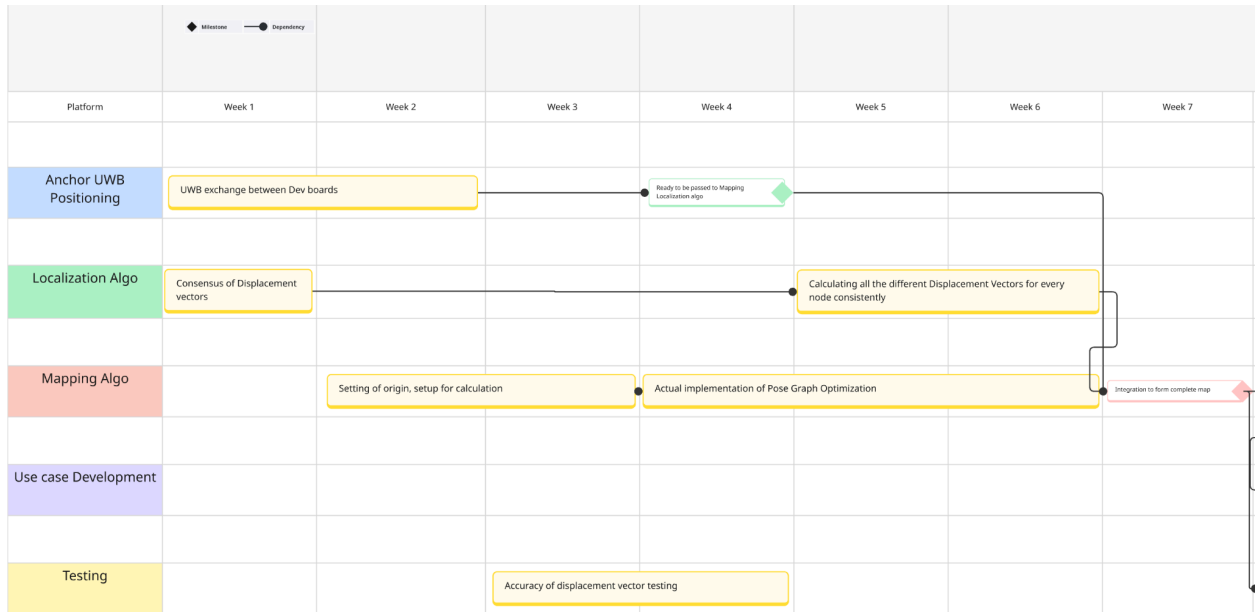 Milestone Dependency
Platform Week 1 Week 2 Week 3 Week 4 Week 5 Week 6 Week 7
Anchor UWB
Positioning
UWB exchange between Dev boards
Ready to be passed to Mapping
Localization algo
Localization Algo
Consensus of Displacement
vectors
Calculating all the different Displacement Vectors for every
node consistently
Mapping Algo
Setting of origin, setup for calculation
Actual implementation of Pose Graph Optimization
Integration to form complete map
Use case Development
Testing
Accuracy of displacement vector testing